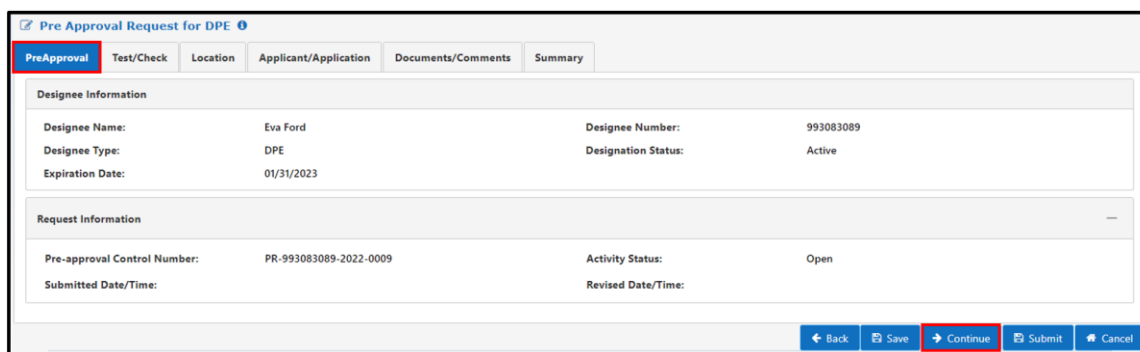 Pre Approval Request for DPE
PreApproval Test/Check Location Applicant/Application Documents/Comments Summary
Designee Information
Designee Name: Eva Ford Designee Number: 993083089
Designee Type: DPE Designation Status: Active
Expiration Date: 01/31/2023
Request Information
Pre-approval Control Number: PR-993083089-2022-0009 Activity Status: Open
Submitted Date/Time: Revised Date/Time:
Back Save Continue Submit Cancel